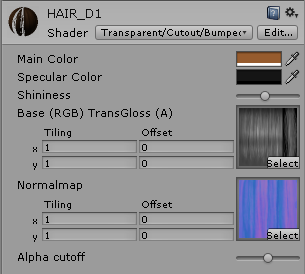 HAIR_D1
Shader Transparent/Cutout/Bumpe Edit...
Main Color
Specular Color
Shininess
Base (RGB) TransGloss (A)
Tiling Offset
x 1 0
y 1 0
Select
Normalmap
Tiling Offset
x 1 0
y 1 0
Select
Alpha cutoff